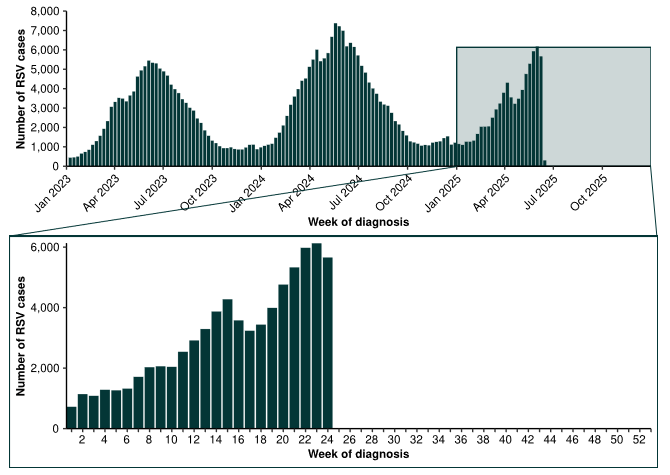 Number of RSV cases
8,000
7,000
6,000
5,000
4,000
3,000
2,000
1,000
0
Jan 2023
Apr 2023
Jul 2023
Oct 2023
Jan 2024
Apr 2024
Jul 2024
Oct 2024
Jan 2025
Apr 2025
Jul 2025
Oct 2025
Week of diagnosis
Number of RSV cases
6,000
4,000
2,000
0
2 4 6 8 10 12 14 16 18 20 22 24 26 28 30 32 34 36 38 40 42 44 46 48 50 52
Week of diagnosis